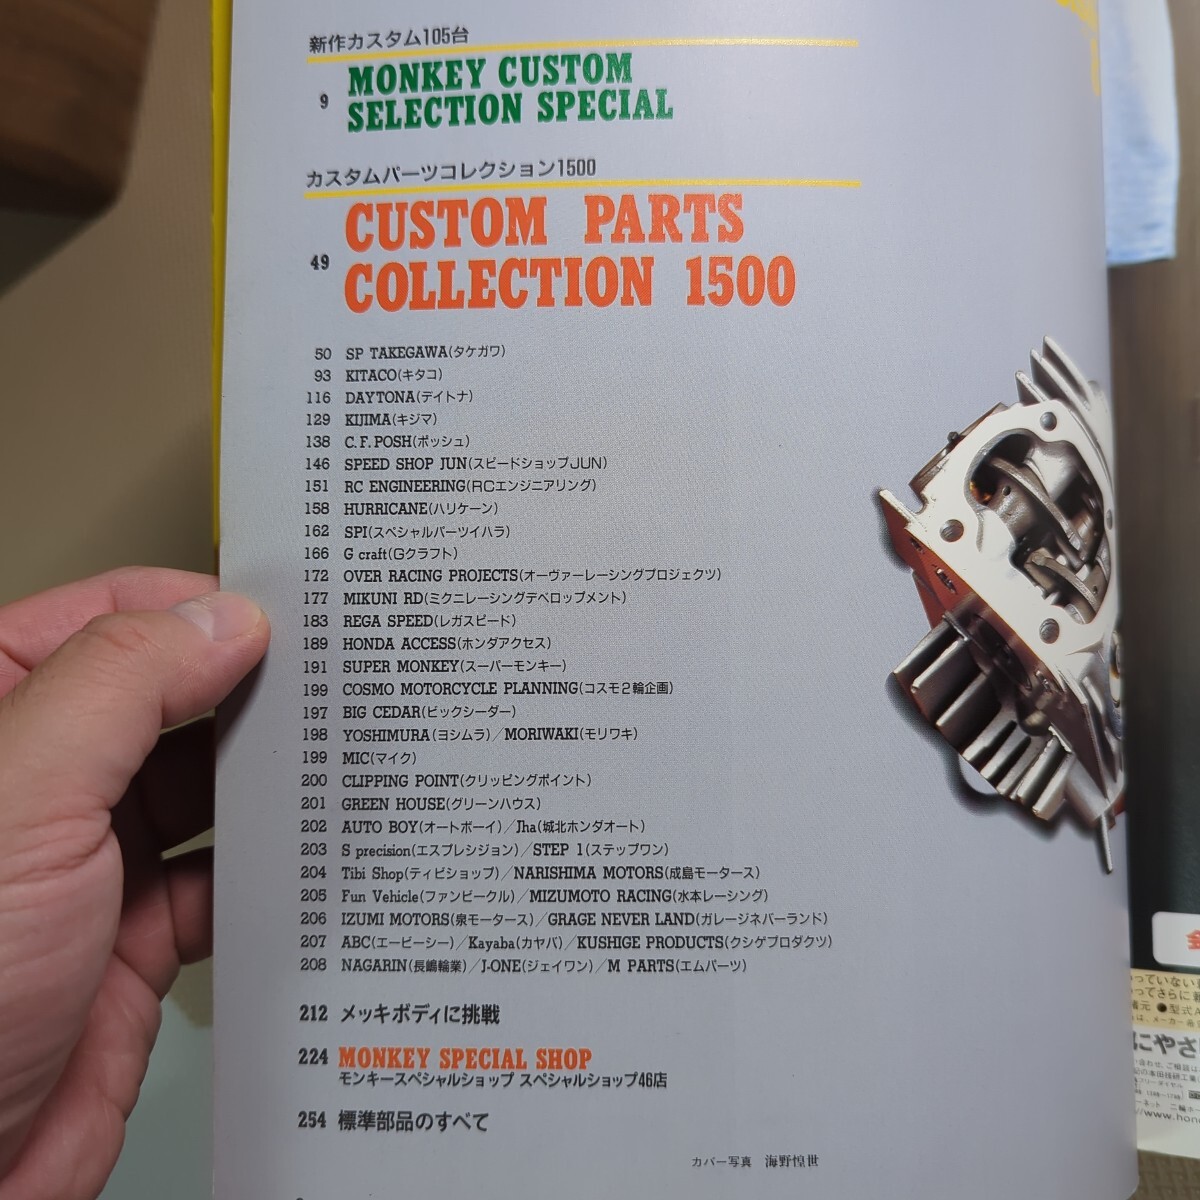 新作カスタム105台
9 MONKEY CUSTOM
SELECTION SPECIAL
カスタムパーツコレクション1500
49 CUSTOM PARTS
COLLECTION 1500
50 SP TAKEGAWA(タケガワ)
93 KITACO(キタコ)
116 DAYTONA(デイトナ)
129 KIJIMA(キジマ)
138 C.F.POSH(ポッシュ)
146 SPEED SHOP JUN(スピードショップJUN)
151 RC ENGINEERING(RCエンジニアリング)
158 HURRICANE(ハリケーン)
162 SPI(スペシャルパーツイハラ)
166 G craft(Gクラフト)
172 OVER RACING PROJECTS(オーヴァーレーシングプロジェクツ)
177 MIKUNI RD(ミクニレーシングデベロップメント)
183 REGA SPEED(レガスピード)
189 HONDA ACCESS(ホンダアクセス)
191 SUPER MONKEY(スーパーモンキー)
199 COSMO MOTORCYCLE PLANNING(コスモ2輪企画)
197 BIG CEDAR(ビックシーダー)
198 YOSHIMURA(ヨシムラ)/MORIWAKI(モリワキ)
199 MIC(マイク)
200 CLIPPING POINT(クリッピングポイント)
201 GREEN HOUSE(グリーンハウス)
202 AUTO BOY(オートボーイ)/Jha(城北ホンダオート)
203 S precision(エスプレシジョン)/STEP 1(ステップワン)
204 Tibi Shop(ティビショップ)/NARISHIMA MOTORS(成島モータース)
205 Fun Vehicle(ファンビークル)/MIZUMOTO RACING(水本レーシング)
206 IZUMI MOTORS(泉モータース)/GRAGE NEVER LAND(ガレージネバーランド)
207 ABC(エービーシー)/Kayaba(カヤバ)/KUSHIGE PRODUCTS(クシゲプロダクツ)
208 NAGARIN(長嶋輪業)/J-ONE(ジェイワン)/M PARTS(エムパーツ)
212 メッキボディに挑戦
224 MONKEY SPECIAL SHOP
モンキースペシャルショップ スペシャルショップ46店
254 標準部品のすべて
カバー写真 海野惶世